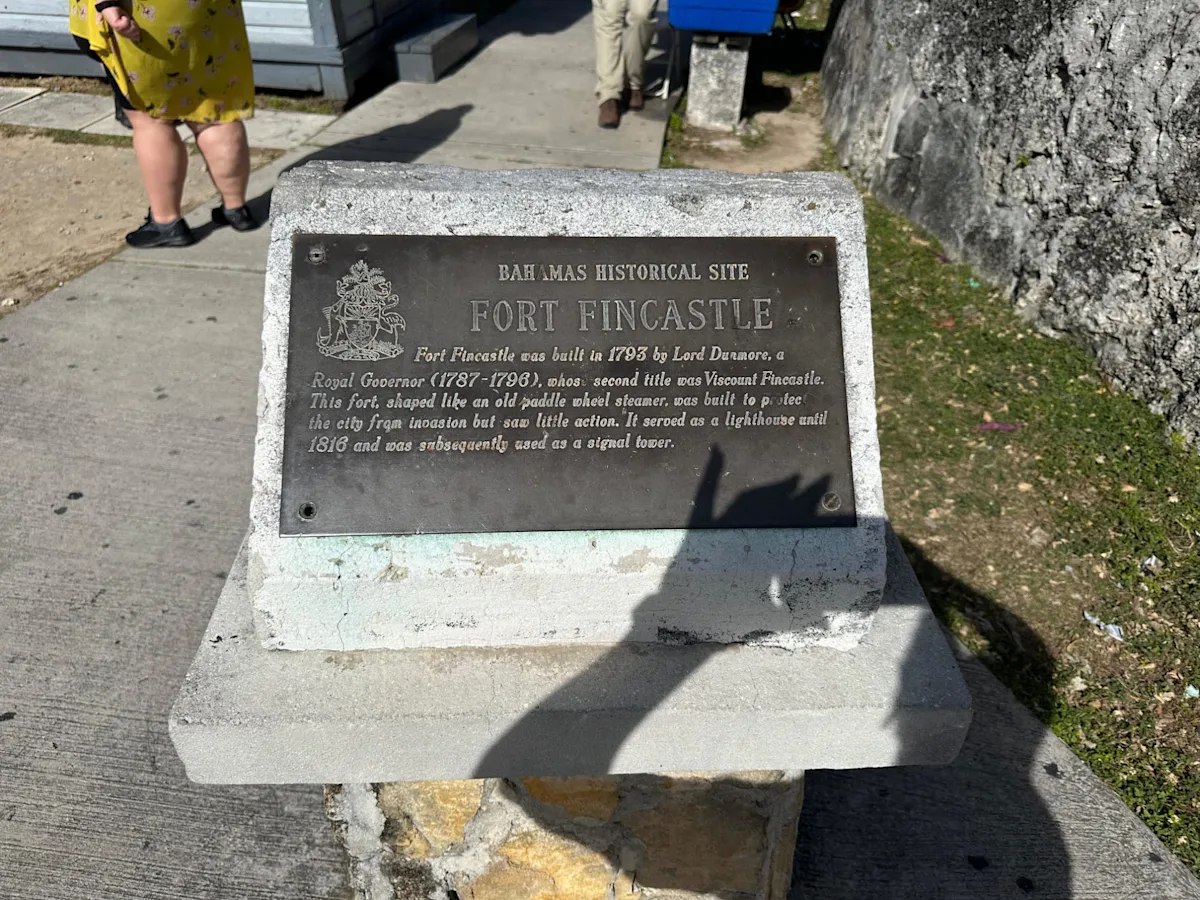 BAHAMAS HISTORICAL SITE
FORT FINCASTLE
Fort Fincastle was built in 1793 by Lord Dunmore, a
Royal Governor (1787-1796), whose second title was Viscount Fincastle.
This fort, shaped like an old paddle wheel steamer, was built to protect
the city from invasion but saw little action. It served as a lighthouse until
1816 and was subsequently used as a signal tower.